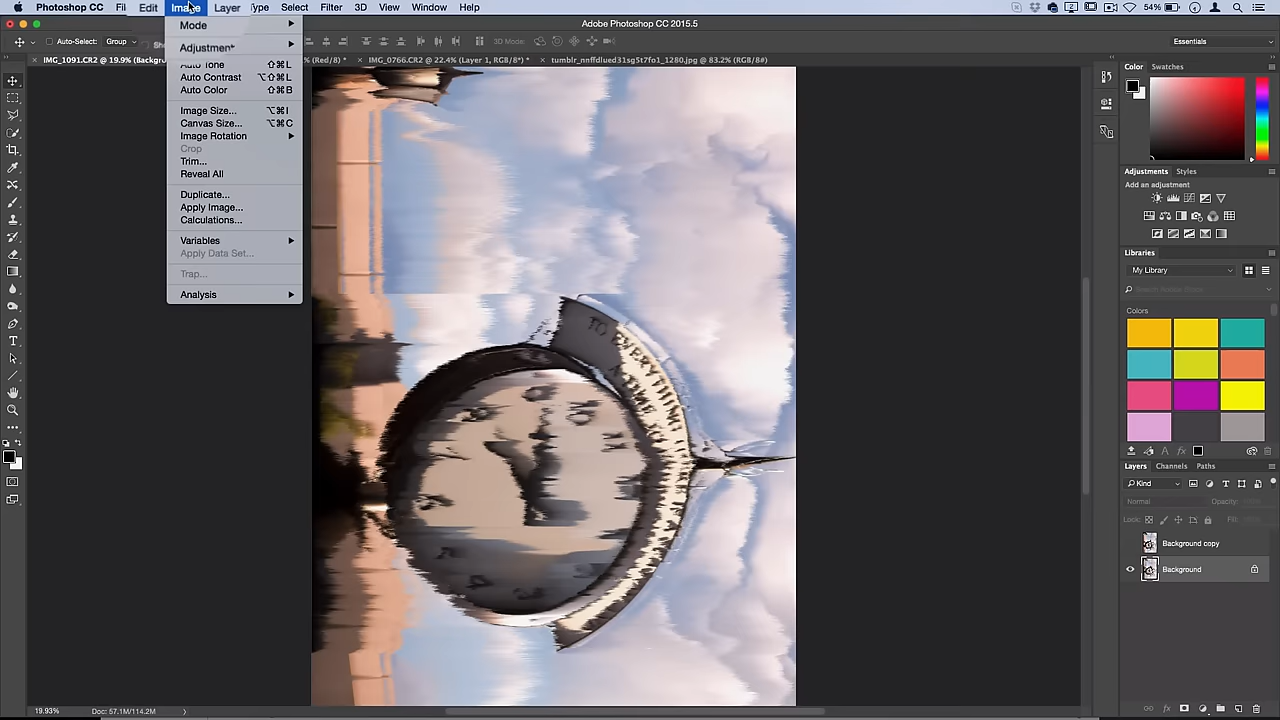 Photoshop CC Fil Edit Image Layer Type Select Filter 3D View Window Help 54%
Adobe Photoshop CC 2015.5
Auto-Select: Group 3D Mode: Essentials
IMG_1091.CR2 @ 19.9% (Backgro (Red/8) * IMG_0766.CR2 @ 22.4% (Layer 1, RGB/8*) * tumblr_nnffdlued31sg5t7fo1_1280.jpg @ 83.2% (RGB/8#)
Mode
Adjustment
Auto Tone ⇧⌘L
Auto Contrast ⌥⇧⌘L
Auto Color ⇧⌘B
Image Size... ⌥⌘I
Canvas Size... ⌥⌘C
Image Rotation
Crop
Trim...
Reveal All
Duplicate...
Apply Image...
Calculations...
Variables
Apply Data Set...
Trap...
Analysis
TO EVERY
Color Swatches
Adjustments Styles
Add an adjustment
Libraries
My Library
Search Adobe Stock
Colors
Layers Channels Paths
Kind
Normal Opacity:
Lock: Fill:
Background copy
Background
19.93% Doc: 57.1M/114.2M